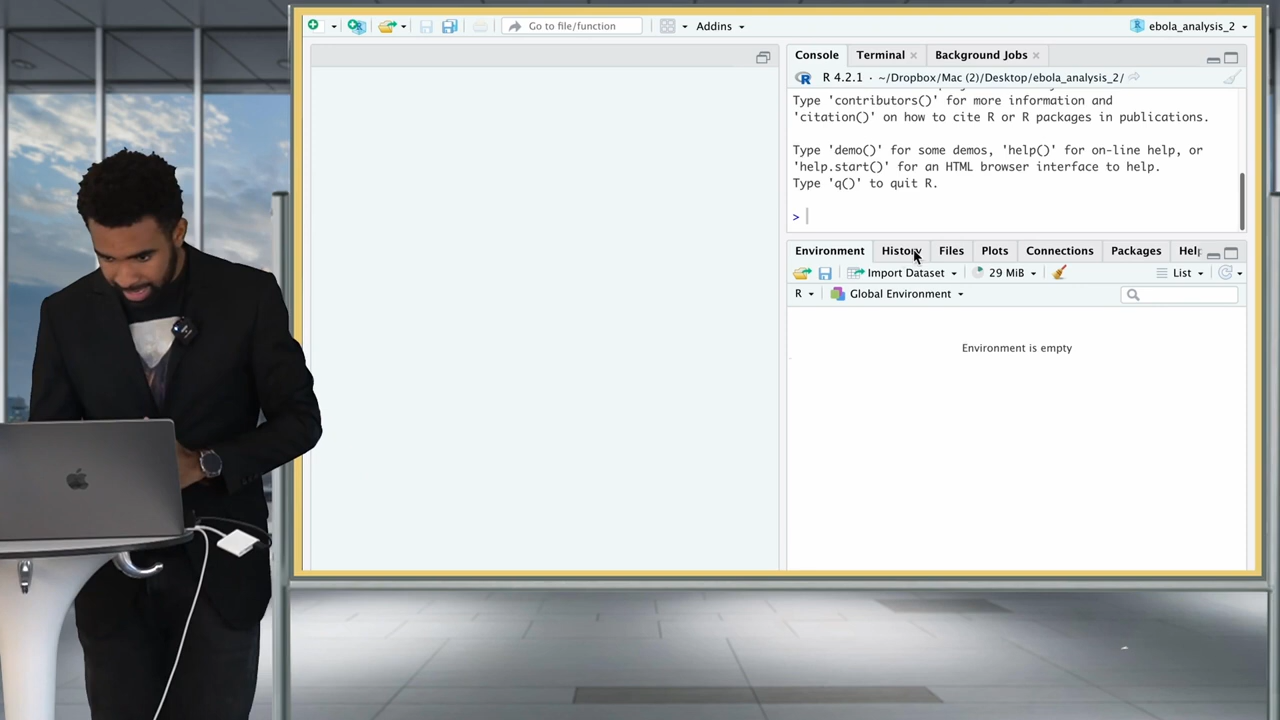 Go to file/function
Addins
ebola_analysis_2
Console
Terminal
Background Jobs
R 4.2.1 · ~/Dropbox/Mac (2)/Desktop/ebola_analysis_2/
Type 'contributors()' for more information and
'citation()' on how to cite R or R packages in publications.
Type 'demo()' for some demos, 'help()' for on-line help, or
'help.start()' for an HTML browser interface to help.
Type 'q()' to quit R.
>
Environment
History
Files
Plots
Connections
Packages
Help
Import Dataset
29 MiB
List
R
Global Environment
Environment is empty